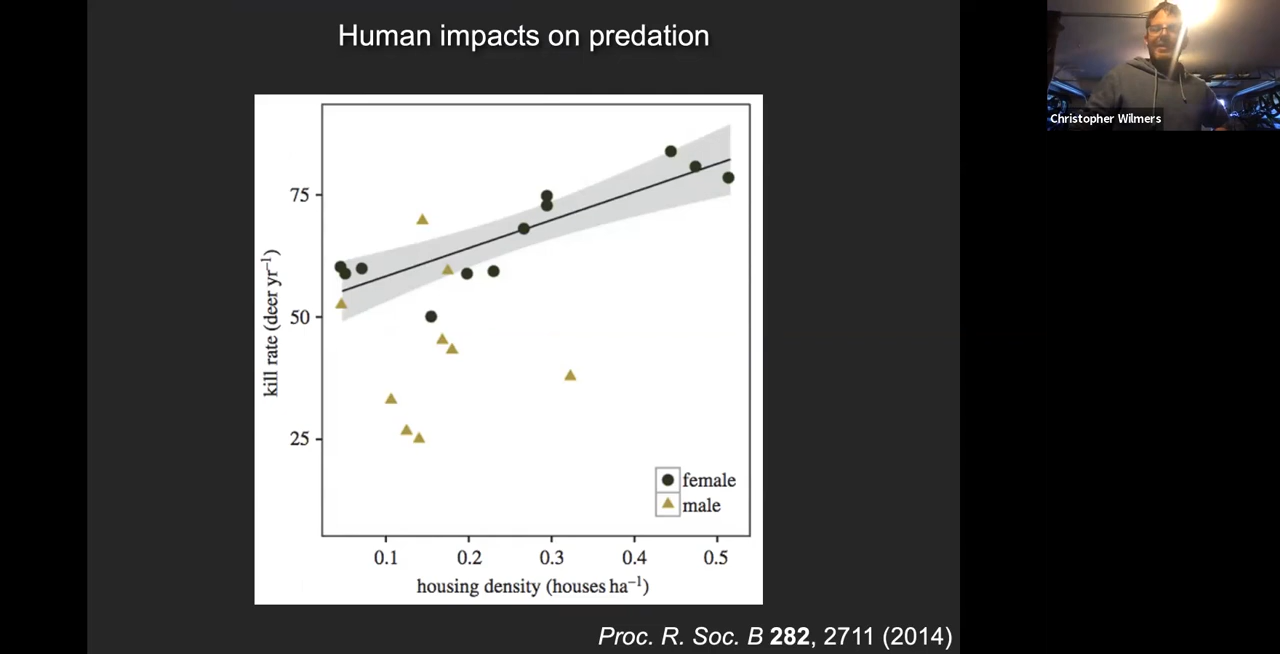 Human impacts on predation
Christopher Wilmers
75
50
25
kill rate (deer yr⁻¹)
female
male
0.1 0.2 0.3 0.4 0.5
housing density (houses ha⁻¹)
Proc. R. Soc. B 282, 2711 (2014)